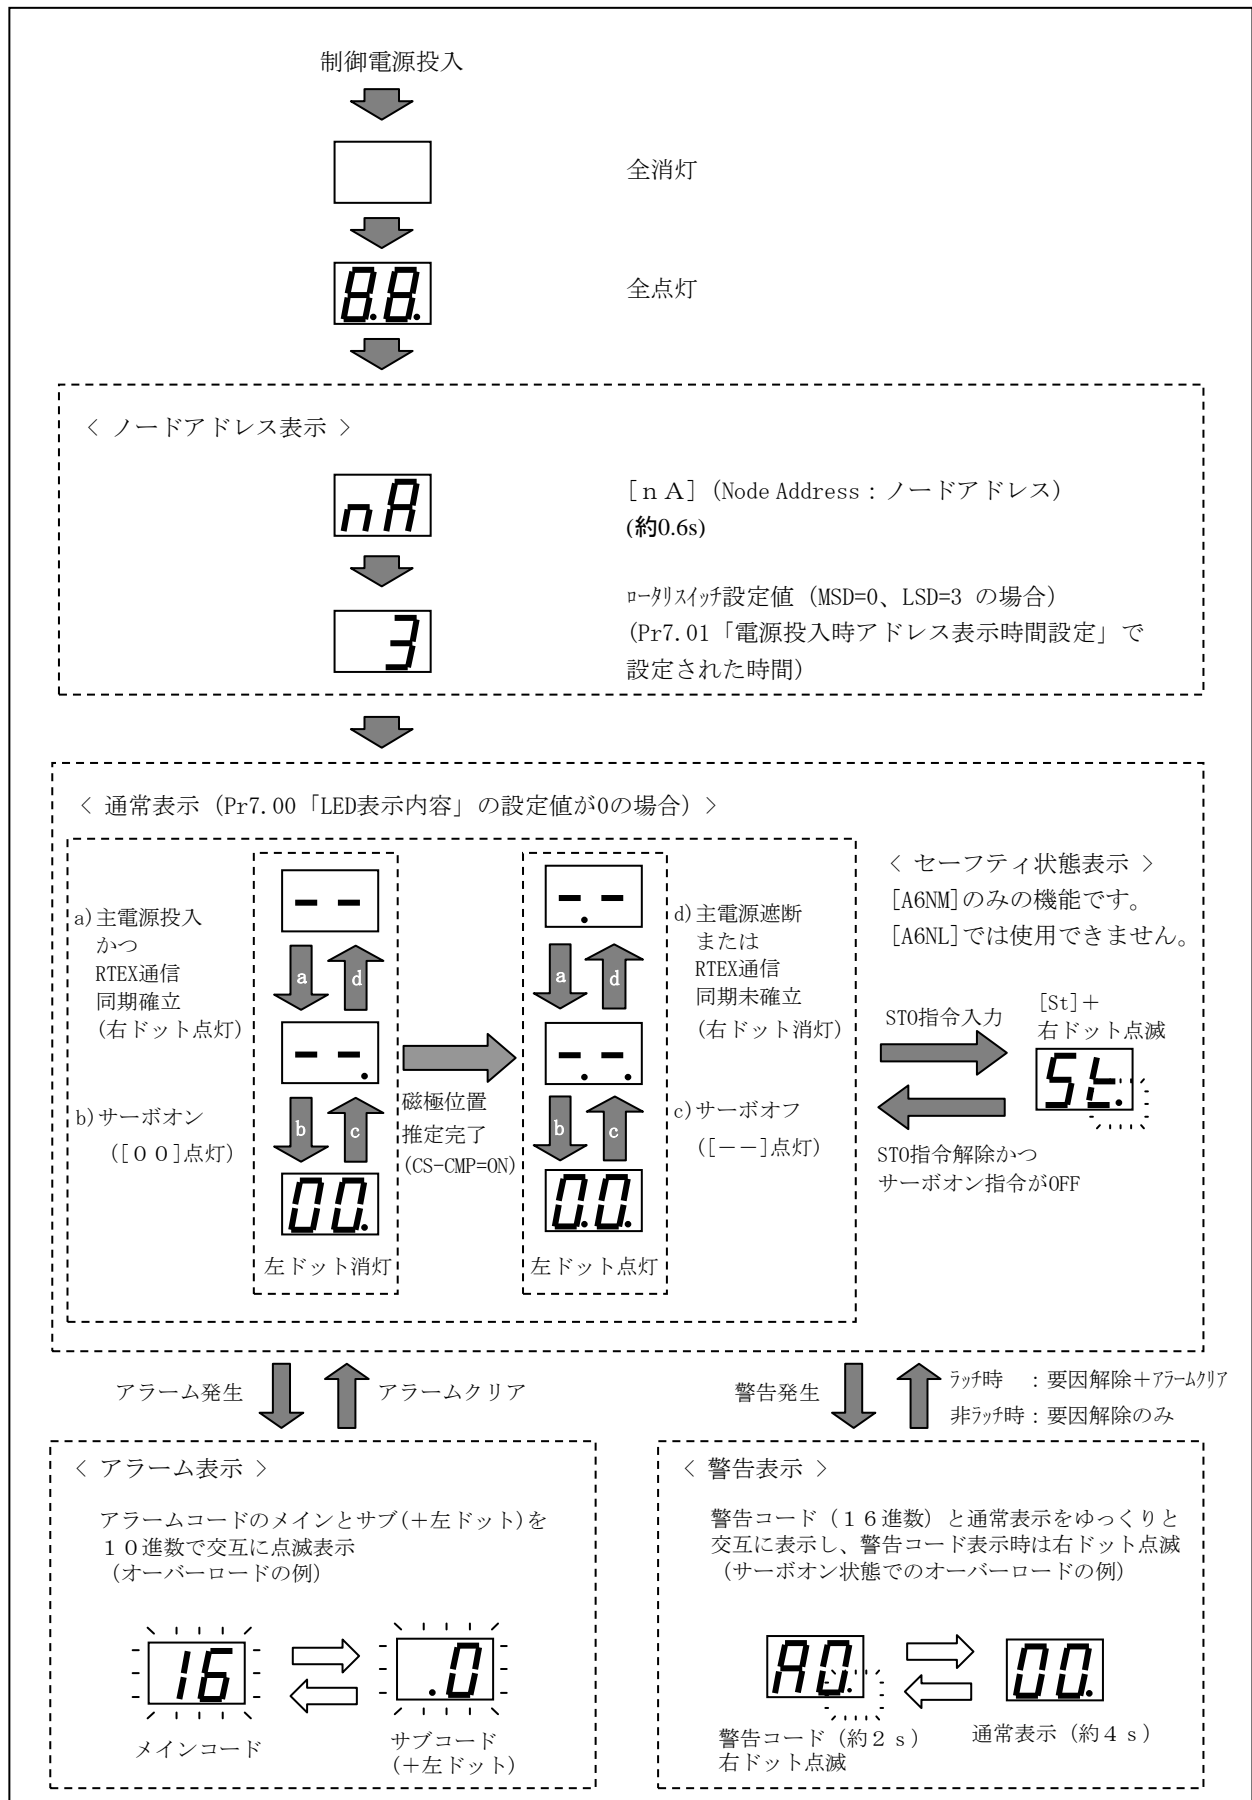 制御電源投入
全消灯
8.8.
全点灯
< ノードアドレス表示 >
nA
[ｎＡ] (Node Address：ノードアドレス)
(約0.6s)
3
ﾛｰﾀﾘｽｲｯﾁ設定値 (MSD=0、LSD=3 の場合)
(Pr7.01「電源投入時アドレス表示時間設定」で
設定された時間)
< 通常表示 (Pr7.00「LED表示内容」の設定値が0の場合) >
a)主電源投入
かつ
RTEX通信
同期確立
(右ドット点灯)
b)サーボオン
([００]点灯)
--
a
d
--.
b
c
00.
左ドット消灯
磁極位置
推定完了
(CS-CMP=ON)
-.-
a
d
-.-.
b
c
0.0.
左ドット点灯
d)主電源遮断
または
RTEX通信
同期未確立
(右ドット消灯)
c)サーボオフ
([－－]点灯)
< セーフティ状態表示 >
[A6NM]のみの機能です。
[A6NL]では使用できません。
STO指令入力
[St]＋
右ドット点滅
St.
STO指令解除かつ
サーボオン指令がOFF
アラーム発生
アラームクリア
警告発生
ﾗｯﾁ時　：要因解除＋ｱﾗｰﾑｸﾘｱ
非ﾗｯﾁ時：要因解除のみ
< アラーム表示 >
アラームコードのメインとサブ(＋左ドット)を
１０進数で交互に点滅表示
(オーバーロードの例)
16
.0
メインコード
サブコード
(＋左ドット)
< 警告表示 >
警告コード (１６進数) と通常表示をゆっくりと
交互に表示し、警告コード表示時は右ドット点滅
(サーボオン状態でのオーバーロードの例)
A0.
00.
警告コード (約２ｓ)
右ドット点滅
通常表示 (約４ｓ)